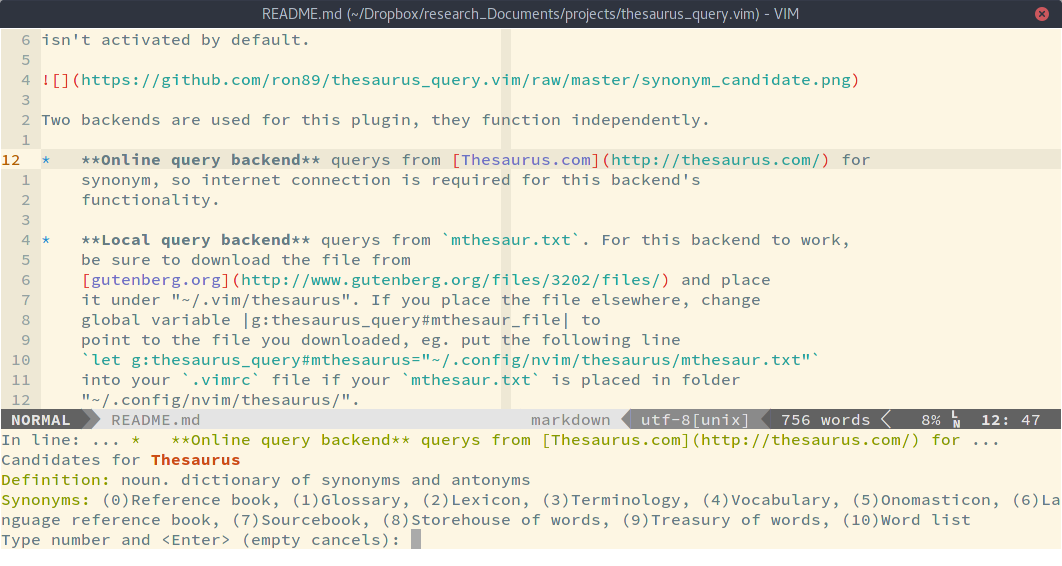 README.md (~/Dropbox/research_Documents/projects/thesaurus_query.vim) - VIM
6 isn't activated by default.
5
4 ![](https://github.com/ron89/thesaurus_query.vim/raw/master/synonym_candidate.png)
3
2 Two backends are used for this plugin, they function independently.
1
12 *   **Online query backend** querys from [Thesaurus.com](http://thesaurus.com/) for
1     synonym, so internet connection is required for this backend's
2     functionality.
3
4 *   **Local query backend** querys from `mthesaur.txt`. For this backend to work,
5     be sure to download the file from
6     [gutenberg.org](http://www.gutenberg.org/files/3202/files/) and place
7     it under "~/.vim/thesaurus". If you place the file elsewhere, change
8     global variable |g:thesaurus_query#mthesaur_file| to
9     point to the file you downloaded, eg. put the following line
10     `let g:thesaurus_query#mthesaurus="~/.config/nvim/thesaurus/mthesaur.txt"`
11     into your `.vimrc` file if your `mthesaur.txt` is placed in folder
12     "~/.config/nvim/thesaurus/".
NORMAL README.md markdown utf-8[unix] 756 words 8% LN 12: 47
In line: ... *   **Online query backend** querys from [Thesaurus.com](http://thesaurus.com/) for ...
Candidates for Thesaurus
Definition: noun. dictionary of synonyms and antonyms
Synonyms: (0)Reference book, (1)Glossary, (2)Lexicon, (3)Terminology, (4)Vocabulary, (5)Onomasticon, (6)La
nguage reference book, (7)Sourcebook, (8)Storehouse of words, (9)Treasury of words, (10)Word list
Type number and <Enter> (empty cancels):